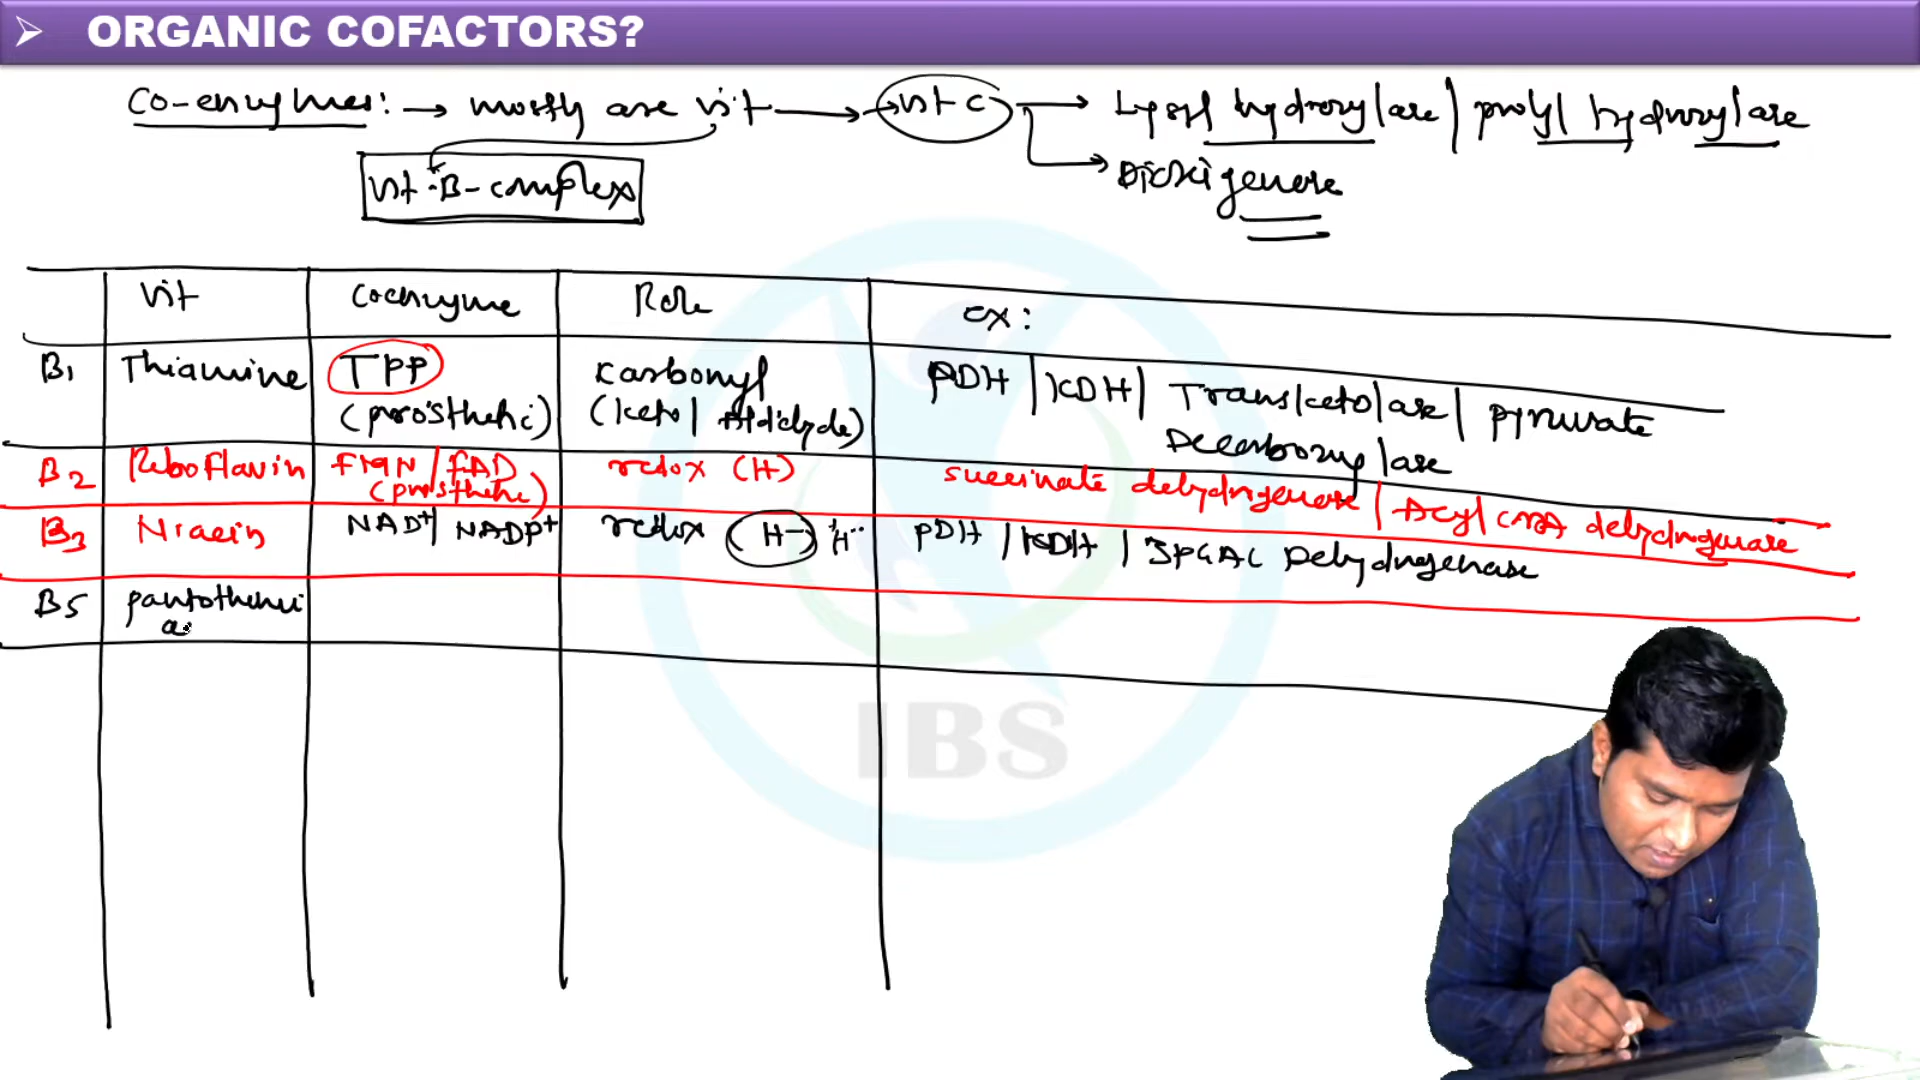 ORGANIC COFACTORS?
Co-enzymes: → mostly are vit → vit C → Lysyl hydroxylase | prolyl hydroxylase
vit-B-complex
Dioxigenase
Vit Coenzyme Role ex:
B1 Thiamine TPP Karbonyl PDH | KDH | Transketolase | pyruvate
(prosthetic) (keto | Aldehyde) Decarboxylase
B2 Riboflavin FMN / FAD redox (H) succinate dehydrogenase | Acyl CoA dehydrogenase
(prosthetic)
B3 Niacin NAD+ | NADP+ redox (H-) PDH | KDH | 3PGAL Dehydrogenase
B5 pantothenic
a
IBS